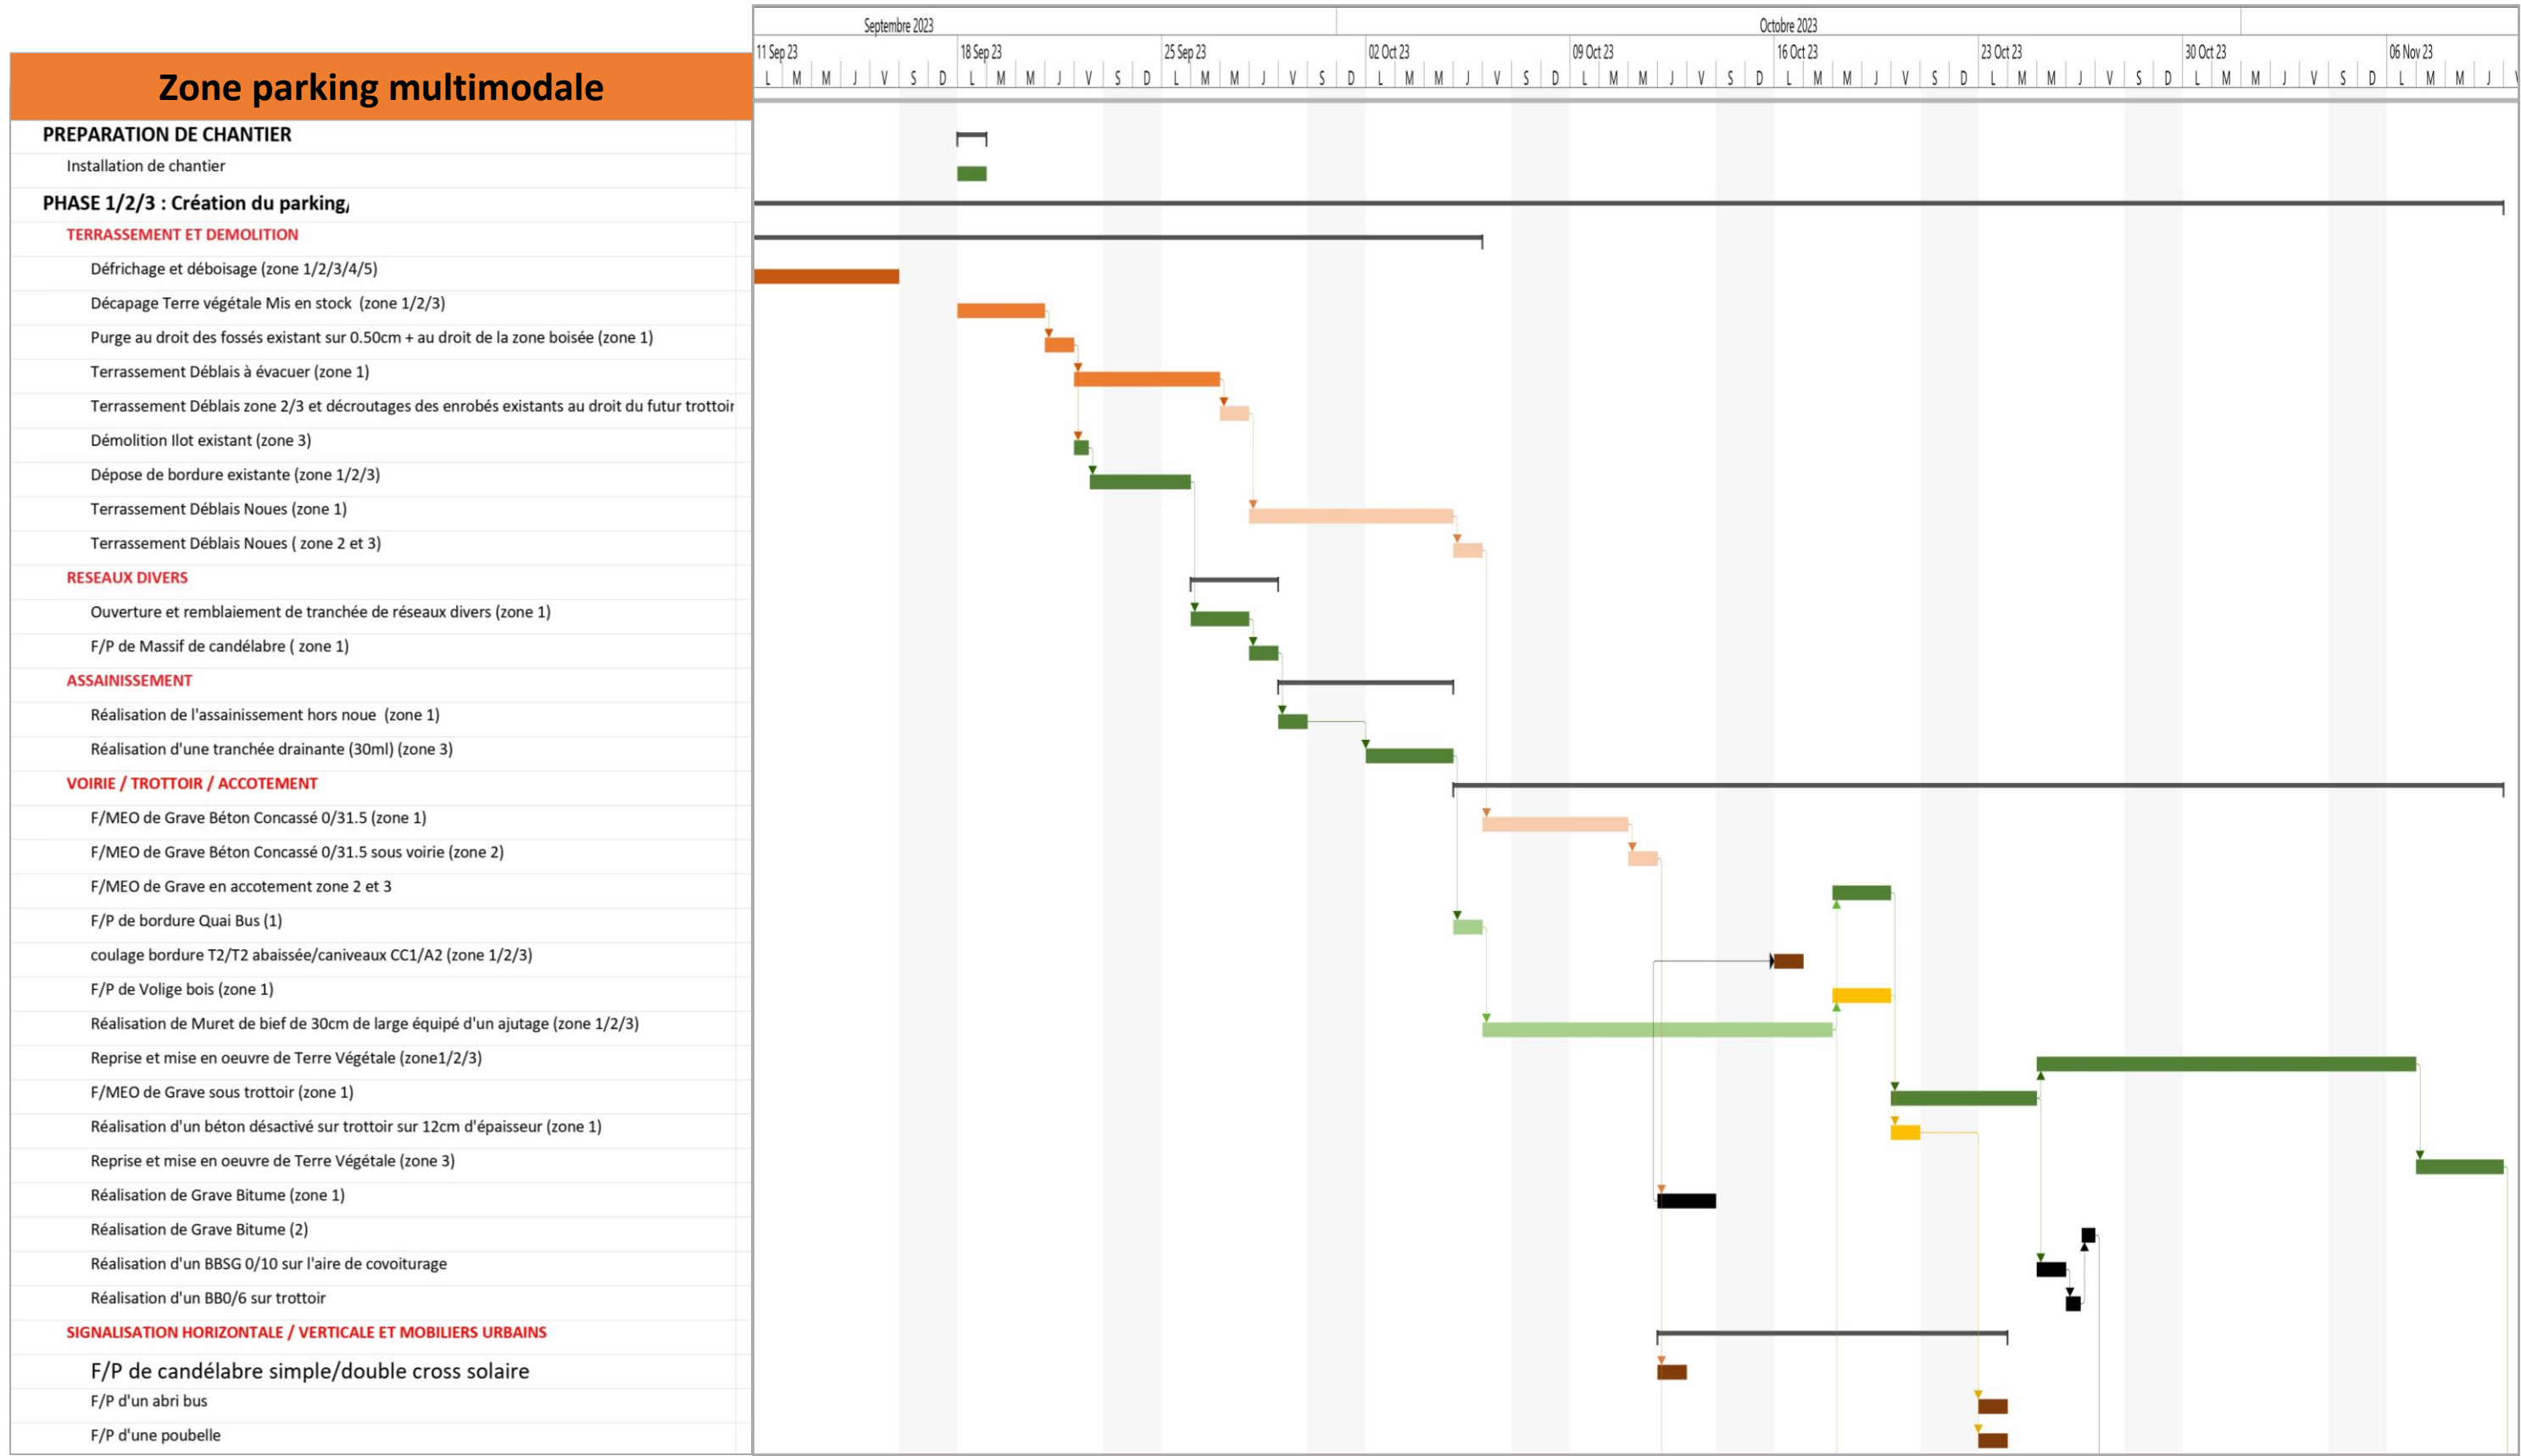 Septembre 2023 Octobre 2023
11 Sep 23 18 Sep 23 25 Sep 23 02 Oct 23 09 Oct 23 16 Oct 23 23 Oct 23 30 Oct 23 06 Nov 23
L M M J V S D L M M J V S D L M M J V S D L M M J V S D L M M J V S D L M M J V S D L M M J V S D L M M J V S D L M M J V
Zone parking multimodale
PREPARATION DE CHANTIER
Installation de chantier
PHASE 1/2/3 : Création du parking/
TERRASSEMENT ET DEMOLITION
Défrichage et déboisage (zone 1/2/3/4/5)
Décapage Terre végétale Mis en stock (zone 1/2/3)
Purge au droit des fossés existant sur 0.50cm + au droit de la zone boisée (zone 1)
Terrassement Déblais à évacuer (zone 1)
Terrassement Déblais zone 2/3 et décroutages des enrobés existants au droit du futur trottoir
Démolition Ilot existant (zone 3)
Dépose de bordure existante (zone 1/2/3)
Terrassement Déblais Noues (zone 1)
Terrassement Déblais Noues ( zone 2 et 3)
RESEAUX DIVERS
Ouverture et remblaiement de tranchée de réseaux divers (zone 1)
F/P de Massif de candélabre ( zone 1)
ASSAINISSEMENT
Réalisation de l'assainissement hors noue (zone 1)
Réalisation d'une tranchée drainante (30ml) (zone 3)
VOIRIE / TROTTOIR / ACCOTEMENT
F/MEO de Grave Béton Concassé 0/31.5 (zone 1)
F/MEO de Grave Béton Concassé 0/31.5 sous voirie (zone 2)
F/MEO de Grave en accotement zone 2 et 3
F/P de bordure Quai Bus (1)
coulage bordure T2/T2 abaissée/caniveaux CC1/A2 (zone 1/2/3)
F/P de Volige bois (zone 1)
Réalisation de Muret de bief de 30cm de large équipé d'un ajutage (zone 1/2/3)
Reprise et mise en oeuvre de Terre Végétale (zone1/2/3)
F/MEO de Grave sous trottoir (zone 1)
Réalisation d'un béton désactivé sur trottoir sur 12cm d'épaisseur (zone 1)
Reprise et mise en oeuvre de Terre Végétale (zone 3)
Réalisation de Grave Bitume (zone 1)
Réalisation de Grave Bitume (2)
Réalisation d'un BBSG 0/10 sur l'aire de covoiturage
Réalisation d'un BB0/6 sur trottoir
SIGNALISATION HORIZONTALE / VERTICALE ET MOBILIERS URBAINS
F/P de candélabre simple/double cross solaire
F/P d'un abri bus
F/P d'une poubelle